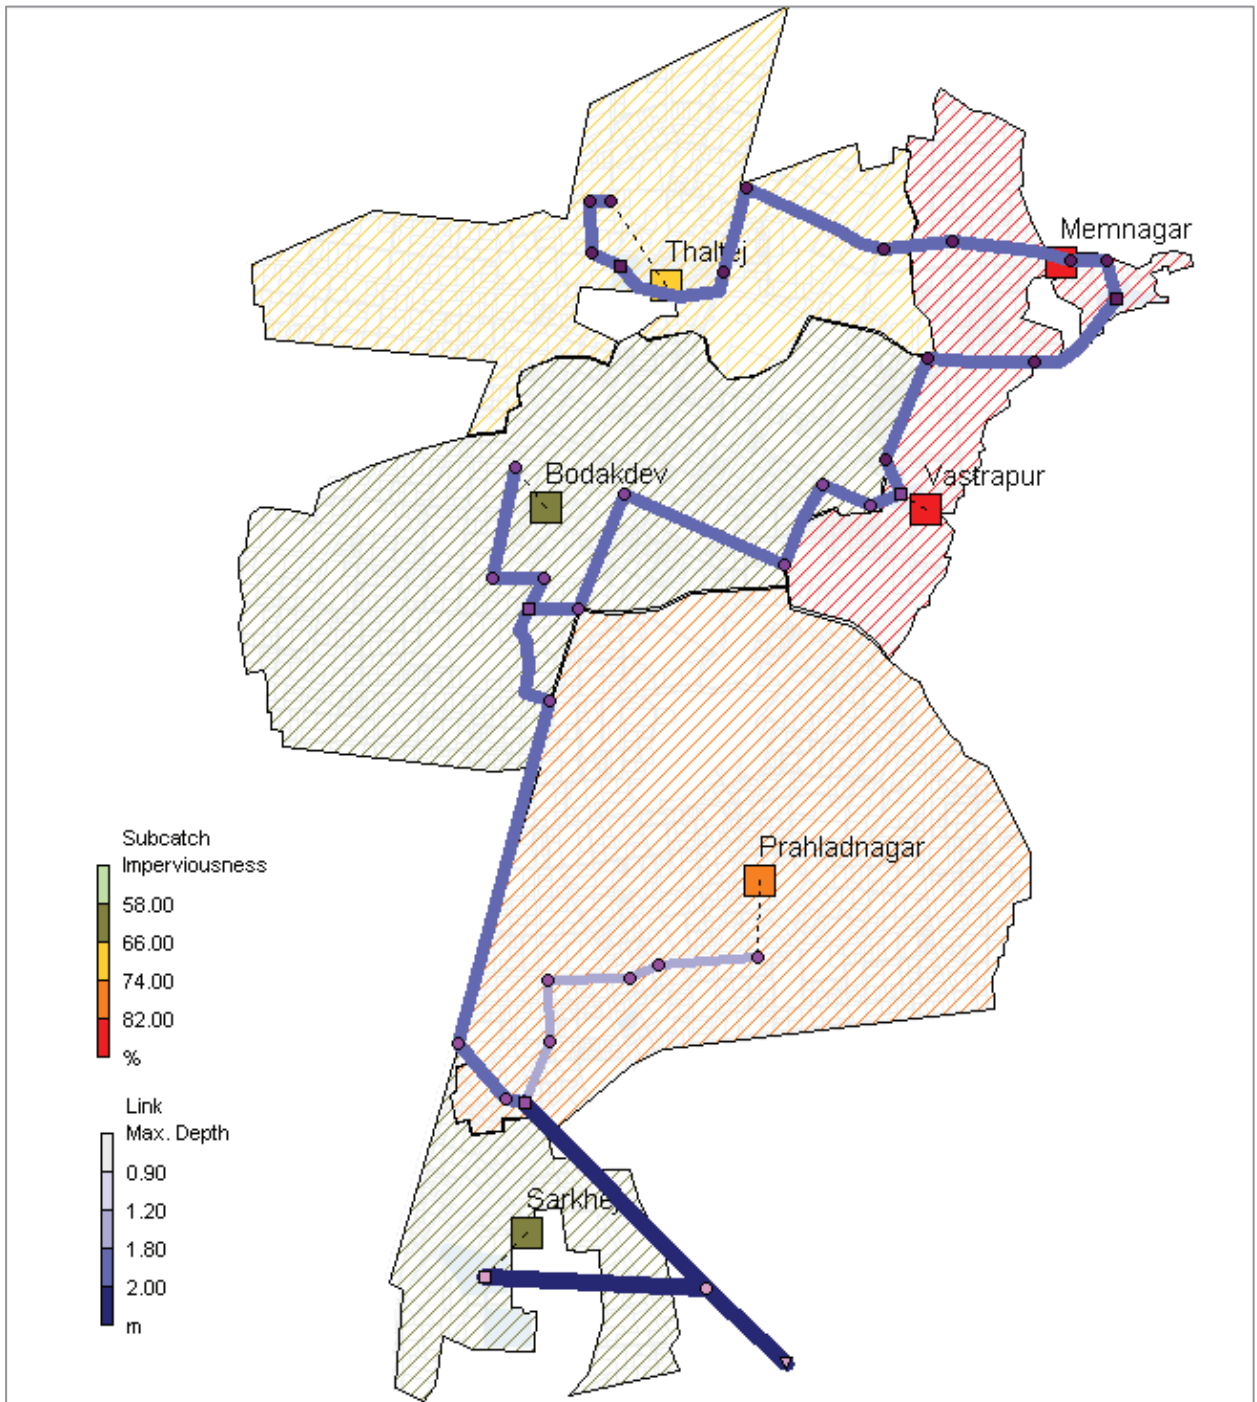 Memnagar
Thaltej
Bodakdev
Vastrapur
Prahladnagar
Subcatch
Imperviousness
58.00
66.00
74.00
82.00
%
Link
Max. Depth
0.90
1.20
1.80
2.00
m
Sarkhej